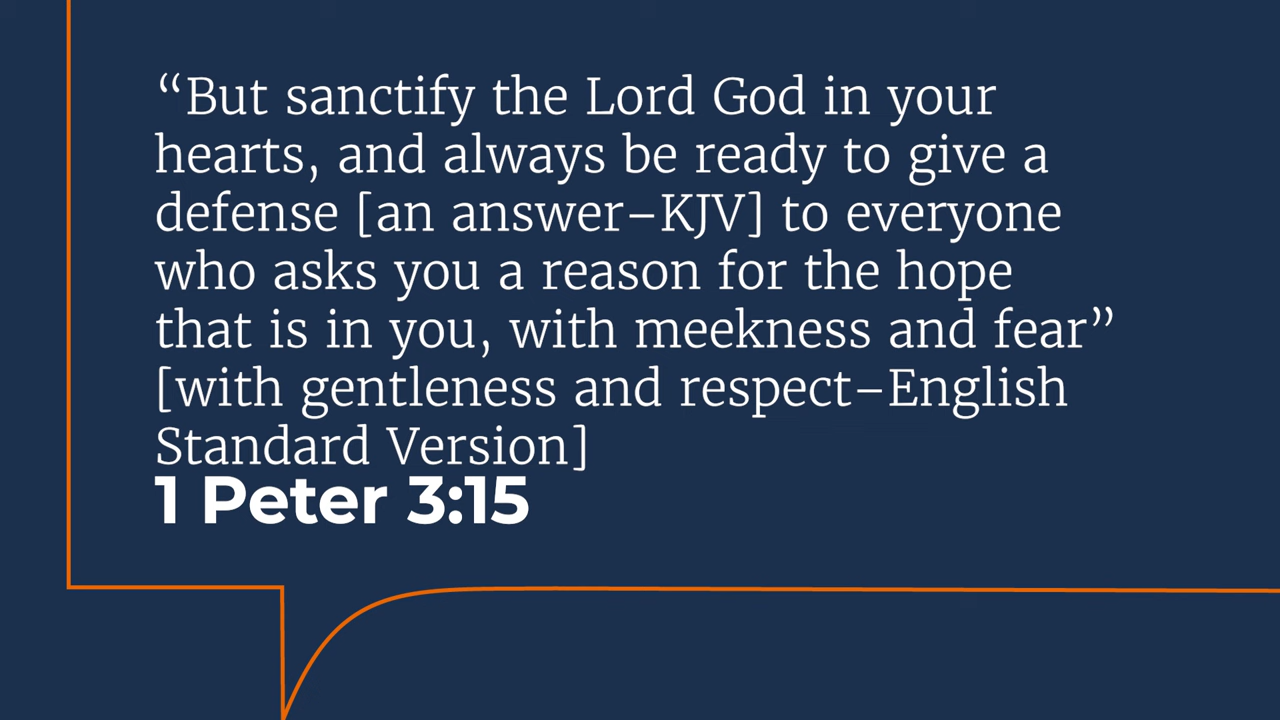 “But sanctify the Lord God in your
hearts, and always be ready to give a
defense [an answer–KJV] to everyone
who asks you a reason for the hope
that is in you, with meekness and fear”
[with gentleness and respect–English
Standard Version]
1 Peter 3:15